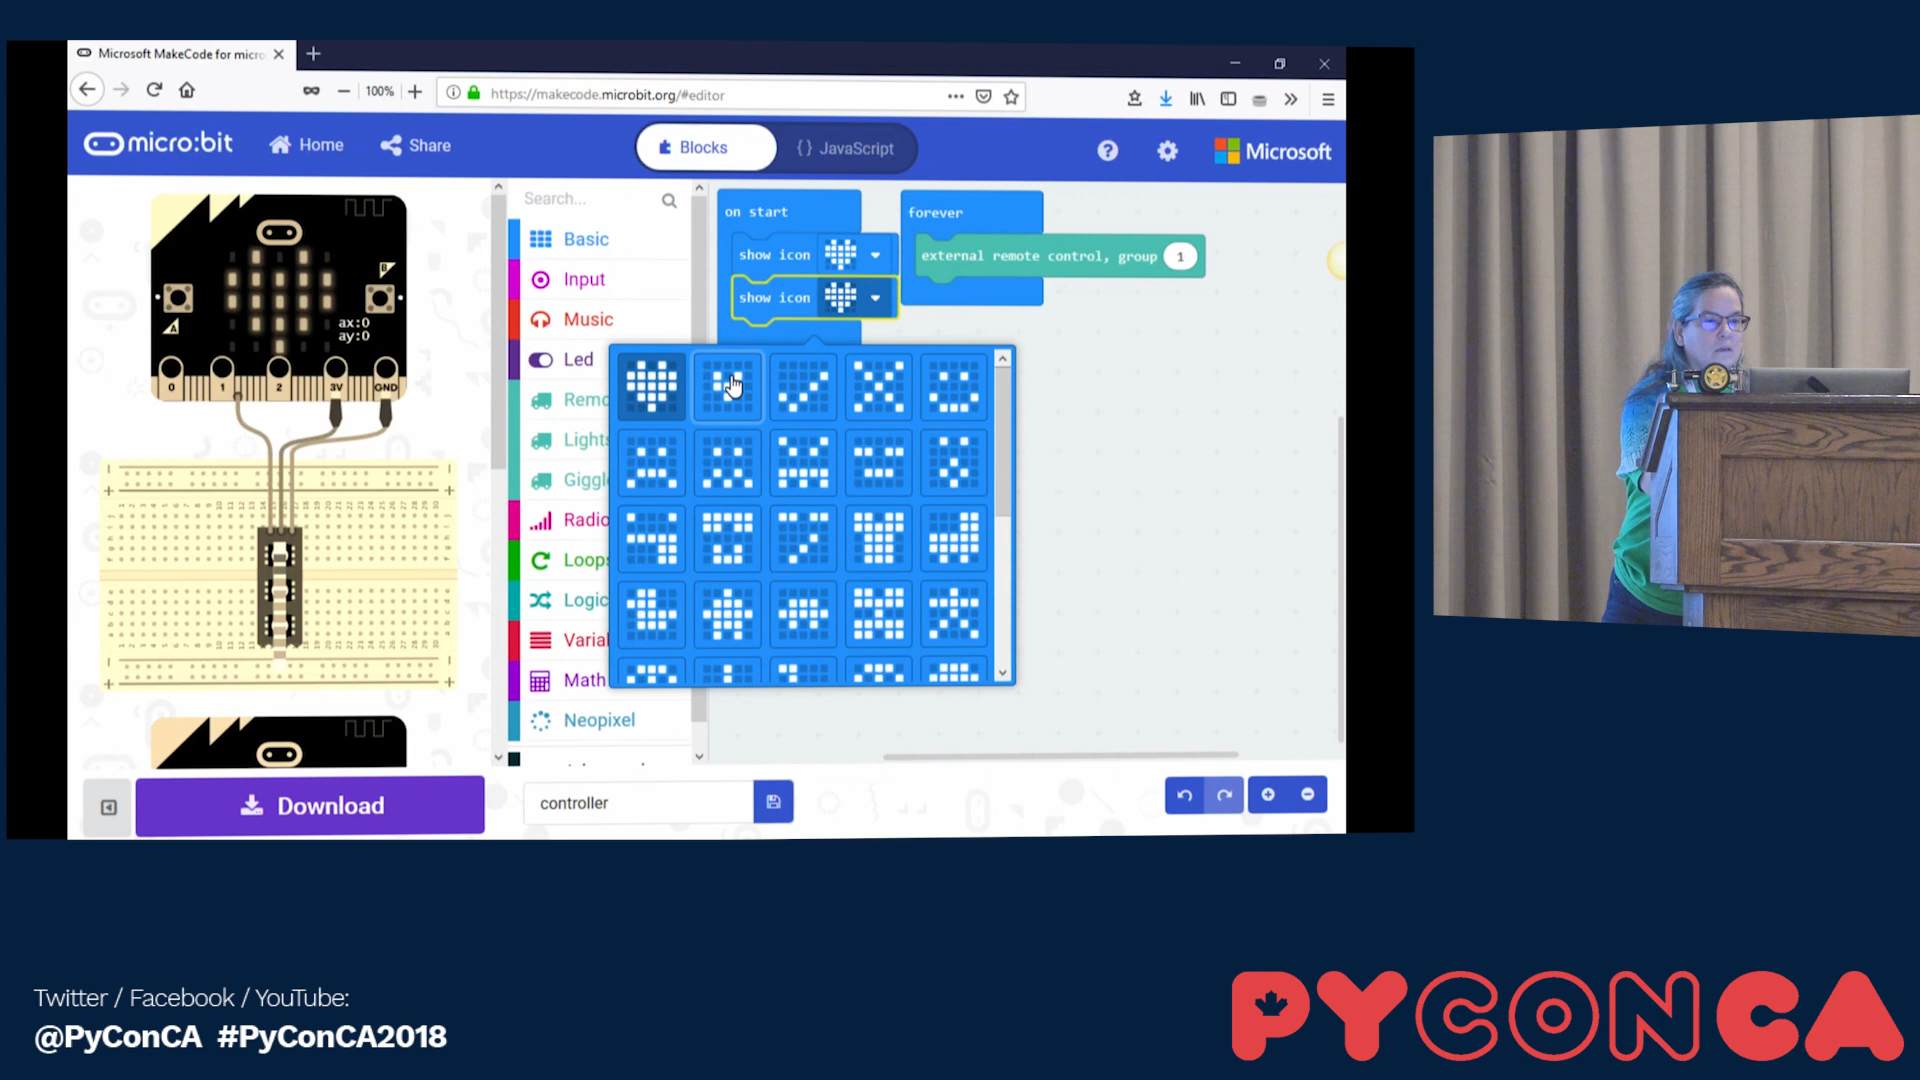 Microsoft MakeCode for micro
100%
https://makecode.microbit.org/#editor
micro:bit
Home
Share
Blocks
{} JavaScript
?
Microsoft
Search...
Basic
Input
Music
Led
Remo
Lights
Giggl
Radio
Loops
Logic
Varial
Math
Neopixel
on start
show icon
show icon
forever
external remote control, group 1
A
B
ax:0
ay:0
0 1 2 3V GND
Download
controller
Twitter / Facebook / YouTube:
@PyConCA #PyConCA2018
PYCONCA